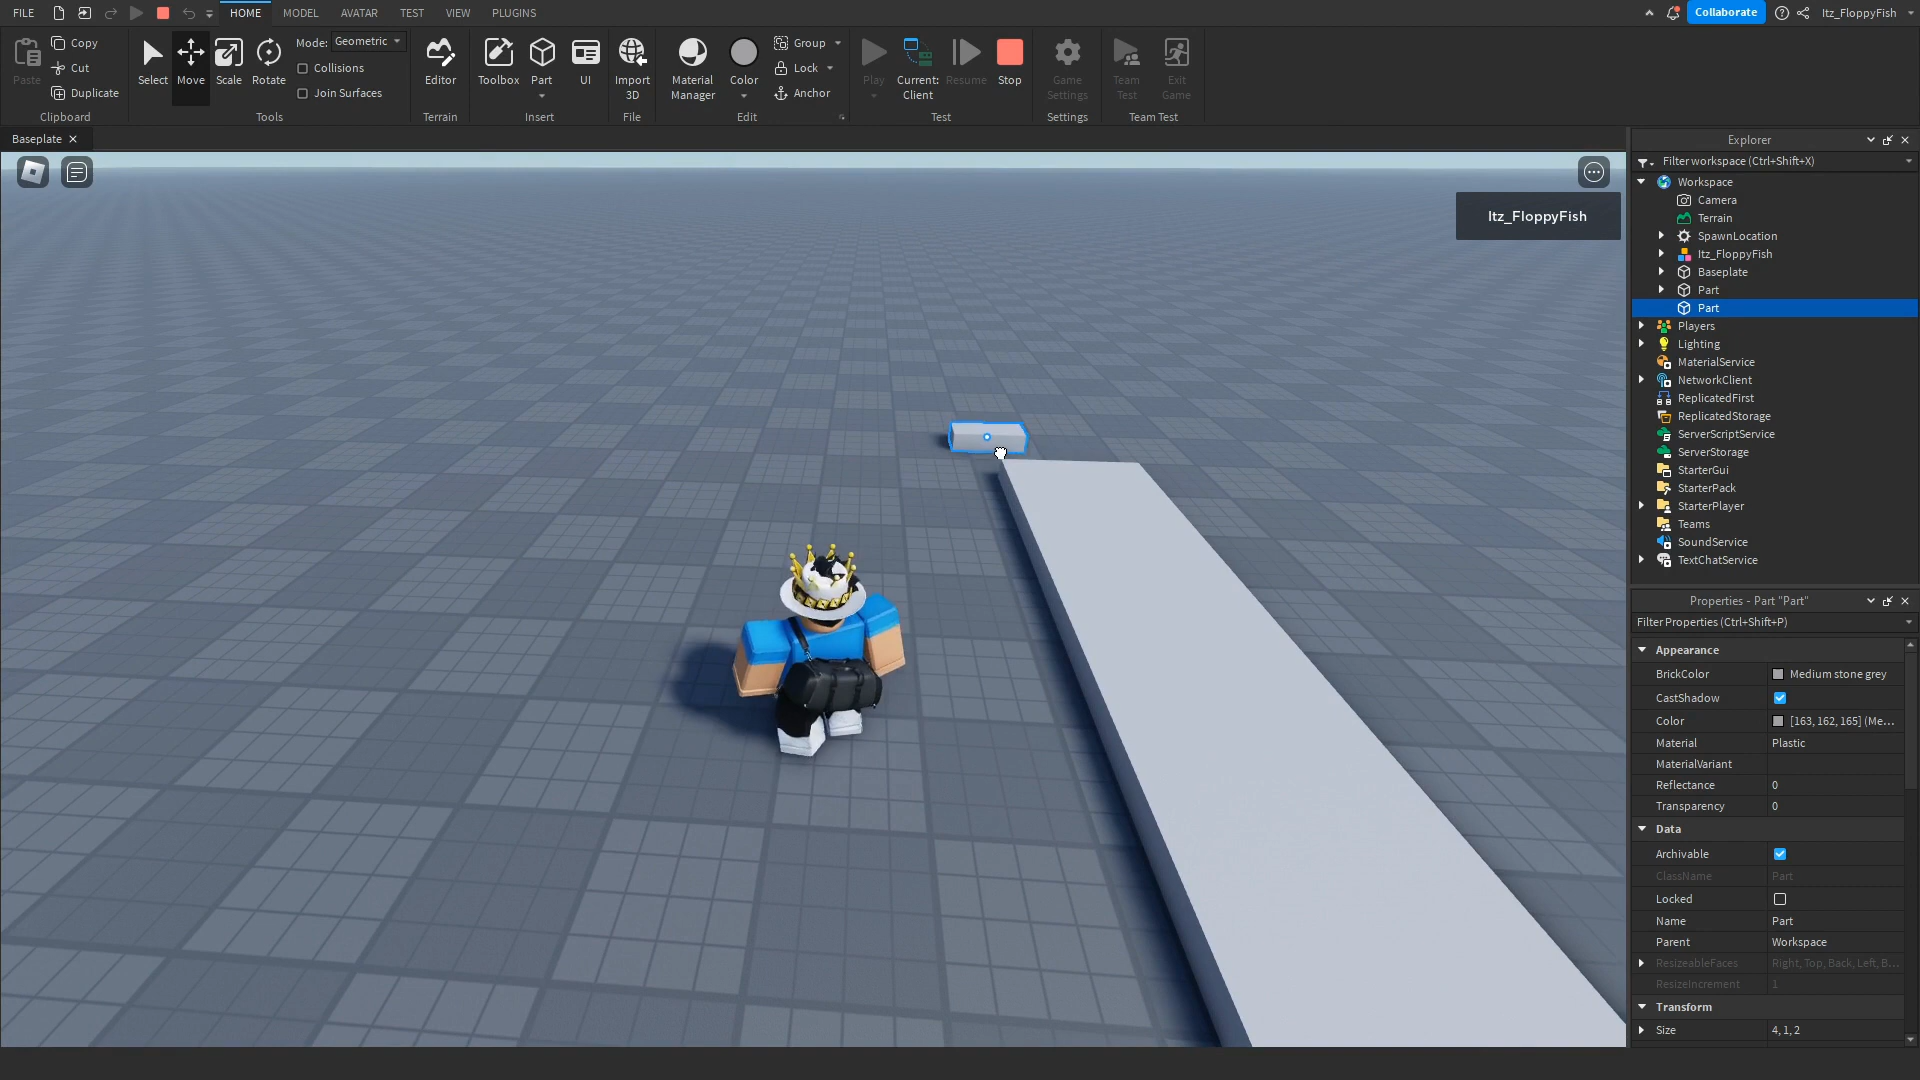 FILE HOME MODEL AVATAR TEST VIEW PLUGINS Collaborate Itz_FloppyFish
Paste
Copy
Cut
Duplicate
Clipboard
Select
Move
Scale
Rotate
Mode: Geometric
Collisions
Join Surfaces
Tools
Editor
Terrain
Toolbox
Part
UI
Insert
Import
3D
File
Material
Manager
Color
Group
Lock
Anchor
Edit
Play
Current:
Client
Resume
Stop
Test
Game
Settings
Settings
Team
Test
Exit
Game
Team Test
Baseplate
Itz_FloppyFish
Explorer
Filter workspace (Ctrl+Shift+X)
Workspace
Camera
Terrain
SpawnLocation
Itz_FloppyFish
Baseplate
Part
Part
Players
Lighting
MaterialService
NetworkClient
ReplicatedFirst
ReplicatedStorage
ServerScriptService
ServerStorage
StarterGui
StarterPack
StarterPlayer
Teams
SoundService
TextChatService
Properties - Part "Part"
Filter Properties (Ctrl+Shift+P)
Appearance
BrickColor Medium stone grey
CastShadow
Color [163, 162, 165] (Me...
Material Plastic
MaterialVariant
Reflectance 0
Transparency 0
Data
Archivable
ClassName Part
Locked
Name Part
Parent Workspace
ResizeableFaces Right, Top, Back, Left, B...
ResizeIncrement 1
Transform
Size 4, 1, 2